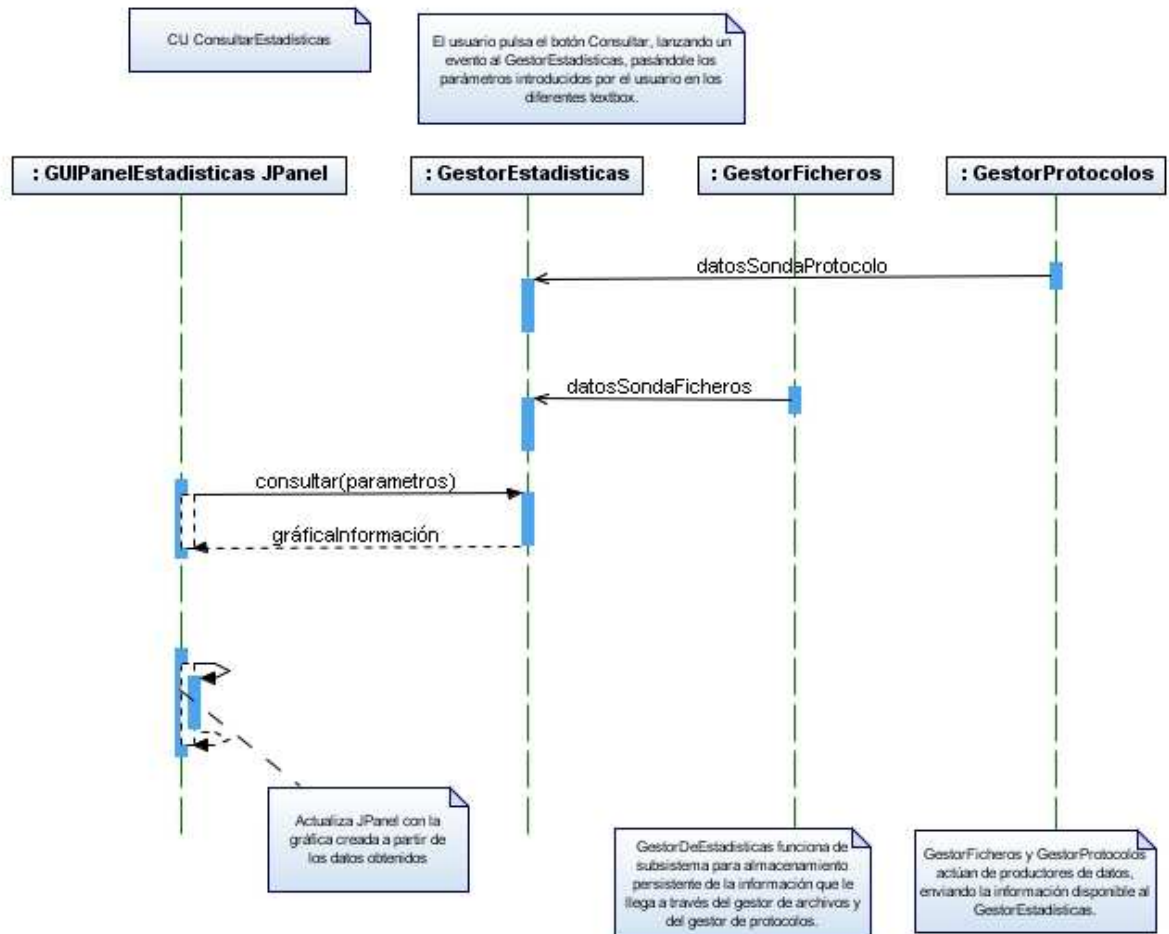 CU ConsultarEstadísticas
El usuario pulsa el botón Consultar, lanzando un
evento al GestorEstadísticas, pasándole los
parámetros introducidos por el usuario en los
diferentes textbox.
: GUIPanelEstadisticas JPanel
: GestorEstadisticas
: GestorFicheros
: GestorProtocolos
datosSondaProtocolo
datosSondaFicheros
consultar(parametros)
gráficaInformación
Actualiza JPanel con la
gráfica creada a partir de
los datos obtenidos
GestorDeEstadisticas funciona de
subsistema para almacenamiento
persistente de la información que le
llega a través del gestor de archivos y
del gestor de protocolos.
GestorFicheros y GestorProtocolos
actúan de productores de datos,
enviando la información disponible al
GestorEstadísticas.